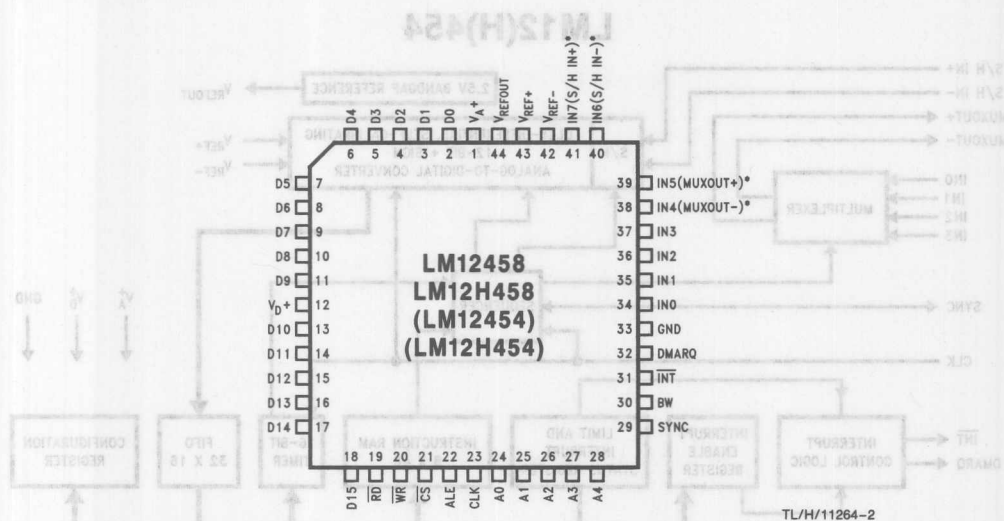 LM12(H)454
D4 D3 D2 D1 D0 VA+ VREFOUT VREF+ VREF- IN7(S/H IN+)* IN6(S/H IN-)*
6 5 4 3 2 1 44 43 42 41 40
D5 7
D6 8
D7 9
D8 10
D9 11
VD+ 12
D10 13
D11 14
D12 15
D13 16
D14 17
39 IN5(MUXOUT+)*
38 IN4(MUXOUT-)*
37 IN3
36 IN2
35 IN1
34 IN0
33 GND
32 DMARQ
31 INT
30 BW
29 SYNC
LM12458
LM12H458
(LM12454)
(LM12H454)
18 19 20 21 22 23 24 25 26 27 28
D15 RD WR CS ALE CLK A0 A1 A2 A3 A4
TL/H/11264-2
S/H IN+
S/H IN-
MUXOUT+
MUXOUT-
IN0
IN1
IN2
IN3
MULTIPLEXER
2.5V BANDGAP REFERENCE
VREFOUT
VREF+
VREF-
ANALOG-TO-DIGITAL CONVERTER
SYNC
CLK
GND
INT
DMARQ
INTERRUPT
CONTROL LOGIC
INTERRUPT
ENABLE
REGISTER
LIMIT AND
INSTRUCTION RAM
TIMER
FIFO
32 X 16
CONFIGURATION
REGISTER